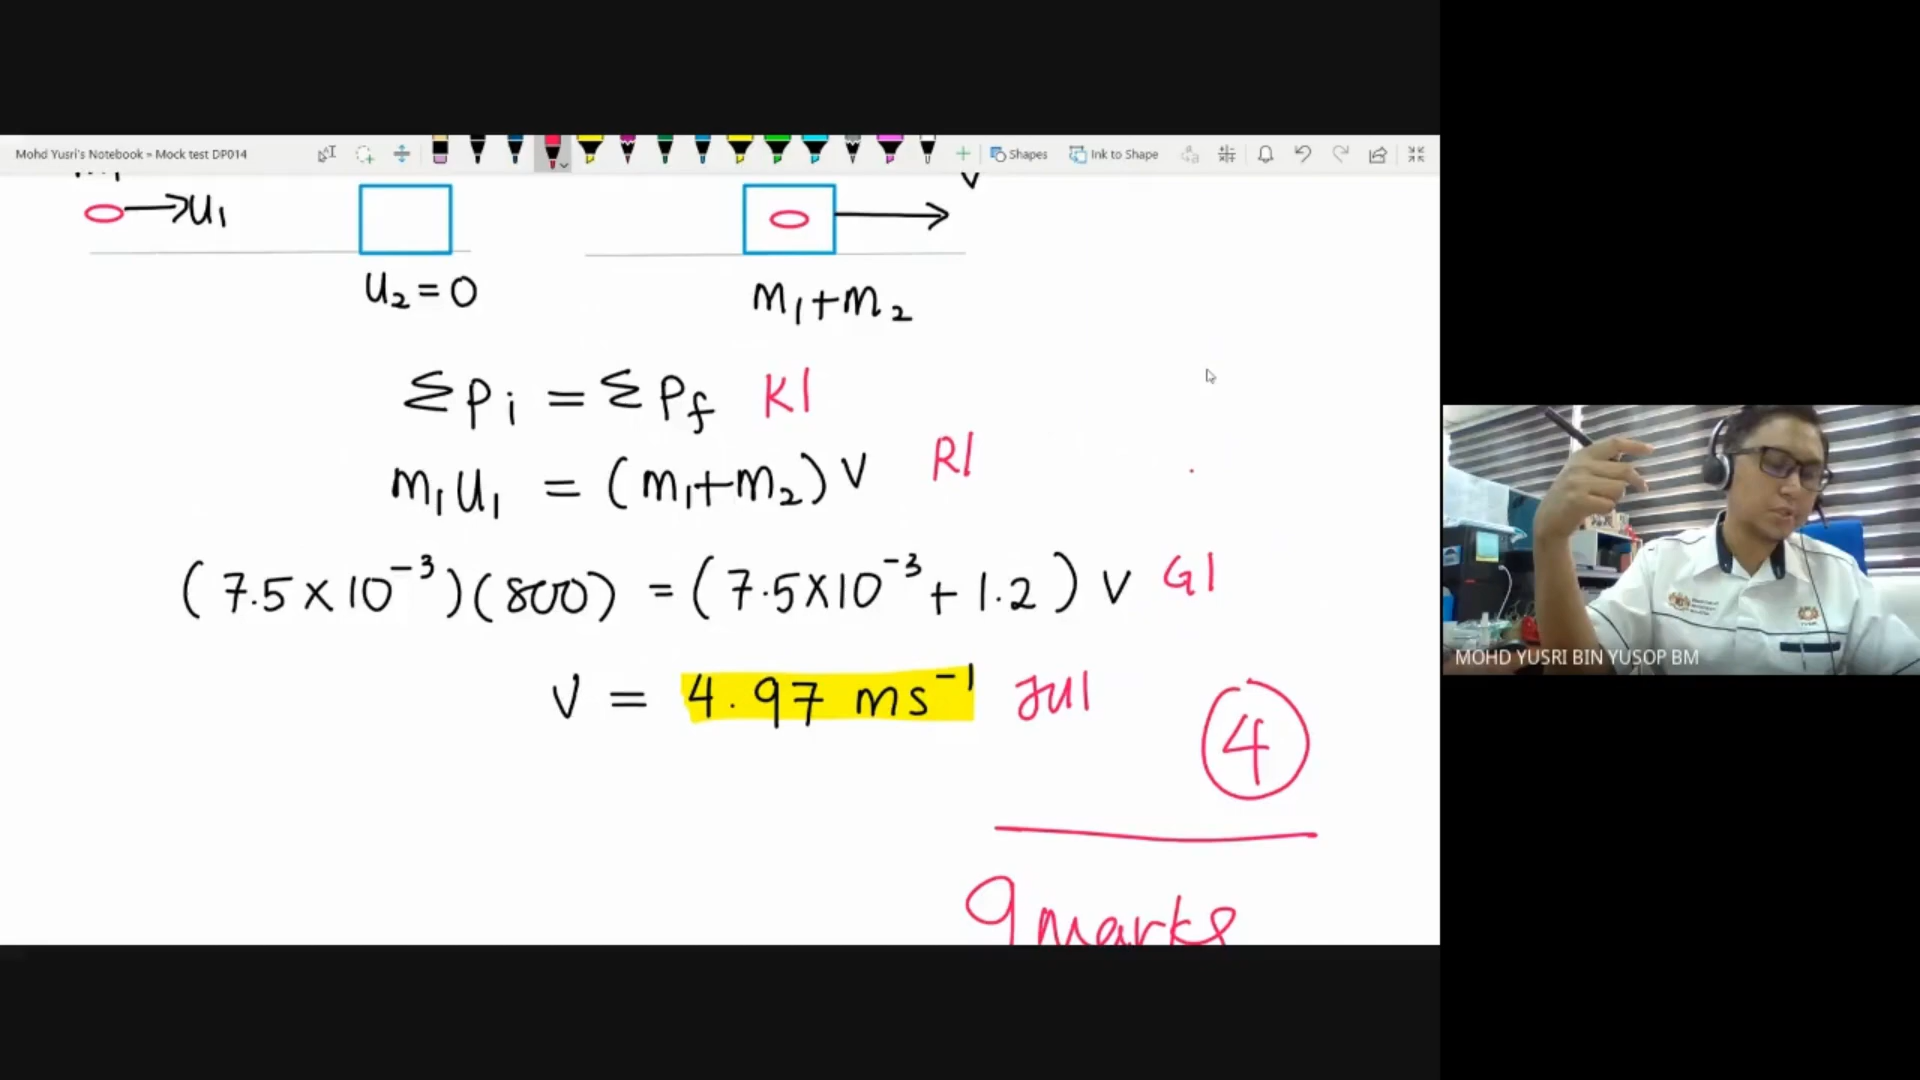 Mohd Yusri's Notebook » Mock test DP014
Shapes
Ink to Shape
→U₁
V
U₂ = 0
m₁+m₂
Σpᵢ = Σp_f K1
m₁u₁ = (m₁+m₂) V R1
(7.5 × 10⁻³)(800) = (7.5×10⁻³ + 1.2) V G1
V = 4.97 ms⁻¹ JU1
4
9 marks
MOHD YUSRI BIN YUSOP BM